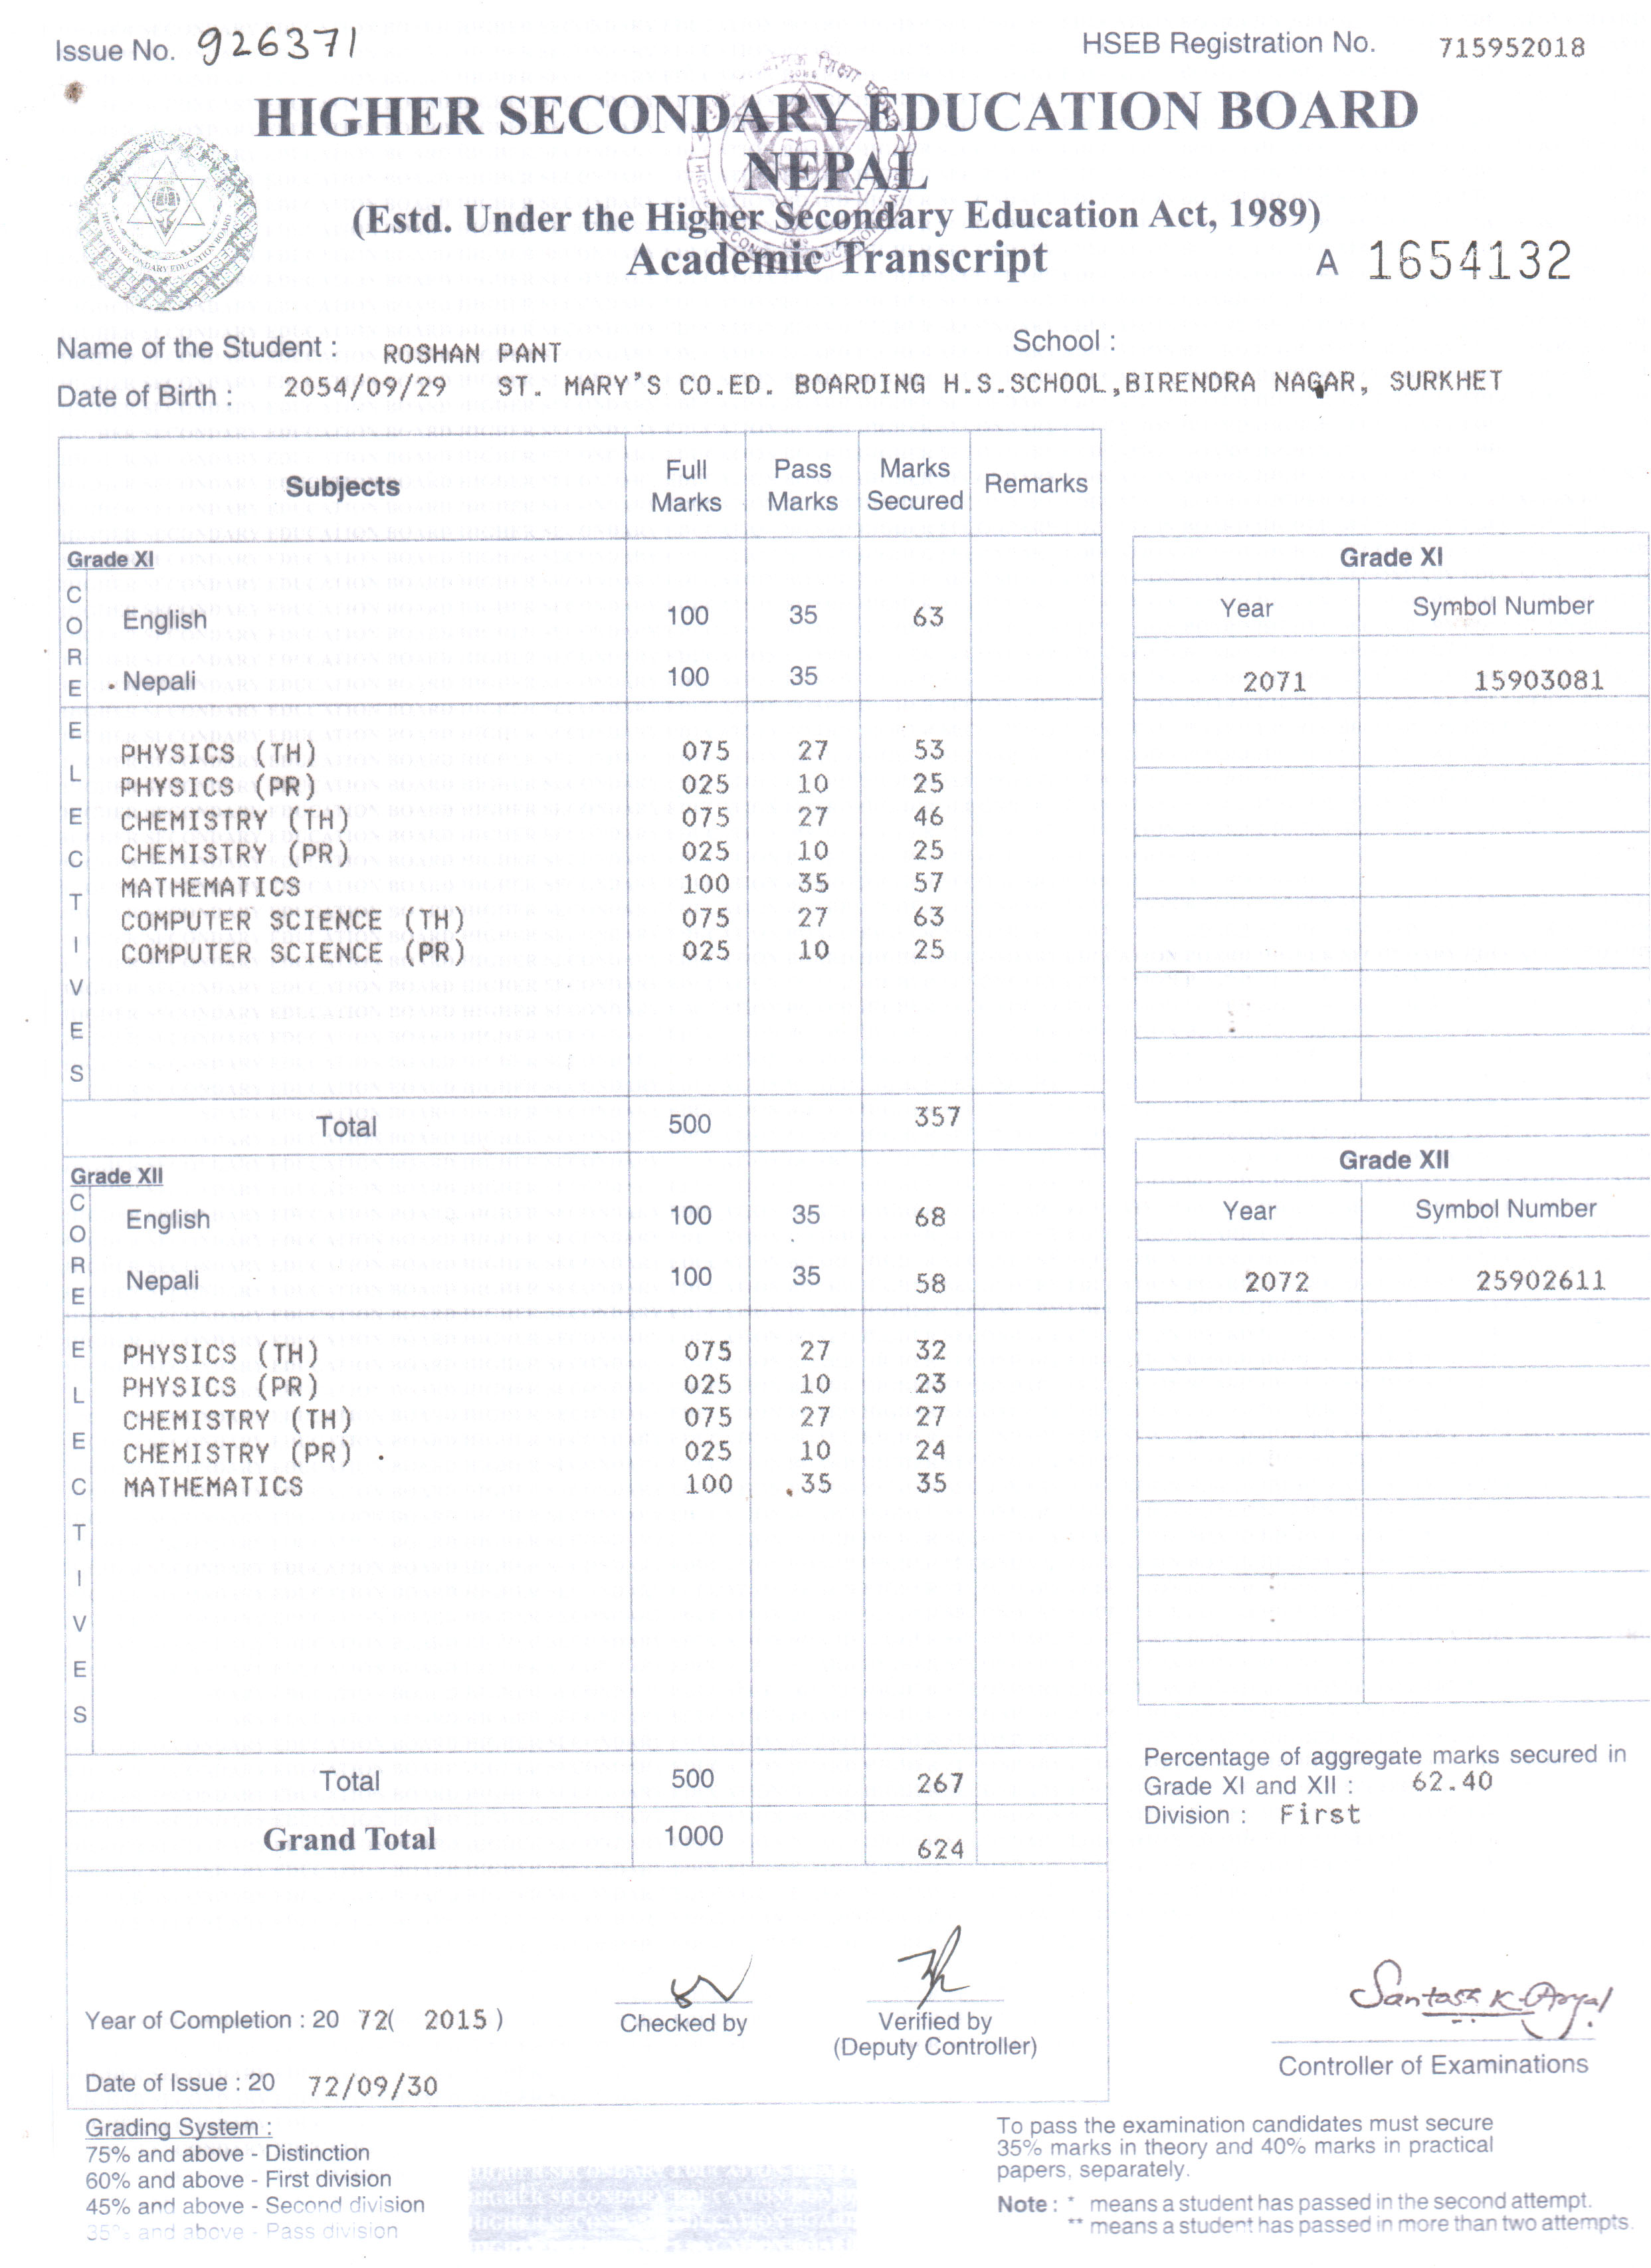 Issue No. 926371
HSEB Registration No. 715952018
HIGHER SECONDARY EDUCATION BOARD
NEPAL
(Estd. Under the Higher Secondary Education Act, 1989)
Academic Transcript
A 1654132
Name of the Student : ROSHAN PANT School :
Date of Birth : 2054/09/29 ST. MARY'S CO.ED. BOARDING H.S.SCHOOL,BIRENDRA NAGAR, SURKHET
Subjects Full Marks Pass Marks Marks Secured Remarks
Grade XI
CORE
English 100 35 63
Nepali 100 35
ELECTIVES
PHYSICS (TH) 075 27 53
PHYSICS (PR) 025 10 25
CHEMISTRY (TH) 075 27 46
CHEMISTRY (PR) 025 10 25
MATHEMATICS 100 35 57
COMPUTER SCIENCE (TH) 075 27 63
COMPUTER SCIENCE (PR) 025 10 25
Total 500 357
Grade XI
Year Symbol Number
2071 15903081
Grade XII
CORE
English 100 35 68
Nepali 100 35 58
ELECTIVES
PHYSICS (TH) 075 27 32
PHYSICS (PR) 025 10 23
CHEMISTRY (TH) 075 27 27
CHEMISTRY (PR) 025 10 24
MATHEMATICS 100 35 35
Total 500 267
Grand Total 1000 624
Grade XII
Year Symbol Number
2072 25902611
Percentage of aggregate marks secured in
Grade XI and XII : 62.40
Division : First
Year of Completion : 20 72( 2015 )
Checked by
Verified by
(Deputy Controller)
Controller of Examinations
Date of Issue : 20 72/09/30
Grading System :
75% and above - Distinction
60% and above - First division
45% and above - Second division
35% and above - Pass division
To pass the examination candidates must secure
35% marks in theory and 40% marks in practical
papers, separately.
Note : * means a student has passed in the second attempt.
** means a student has passed in more than two attempts.